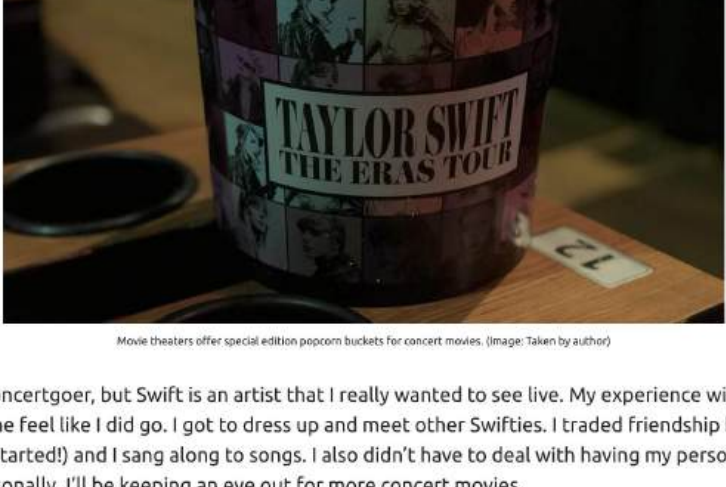 TAYLOR SWIFT
THE ERAS TOUR
12
Movie theaters offer special edition popcorn buckets for concert movies. (Image: Taken by author)
ncertgoer, but Swift is an artist that I really wanted to see live. My experience wi
ne feel like I did go. I got to dress up and meet other Swifties. I traded friendship
tarted!) and I sang along to songs. I also didn't have to deal with having my perso
onally, I'll be keeping an eye out for more concert movies.